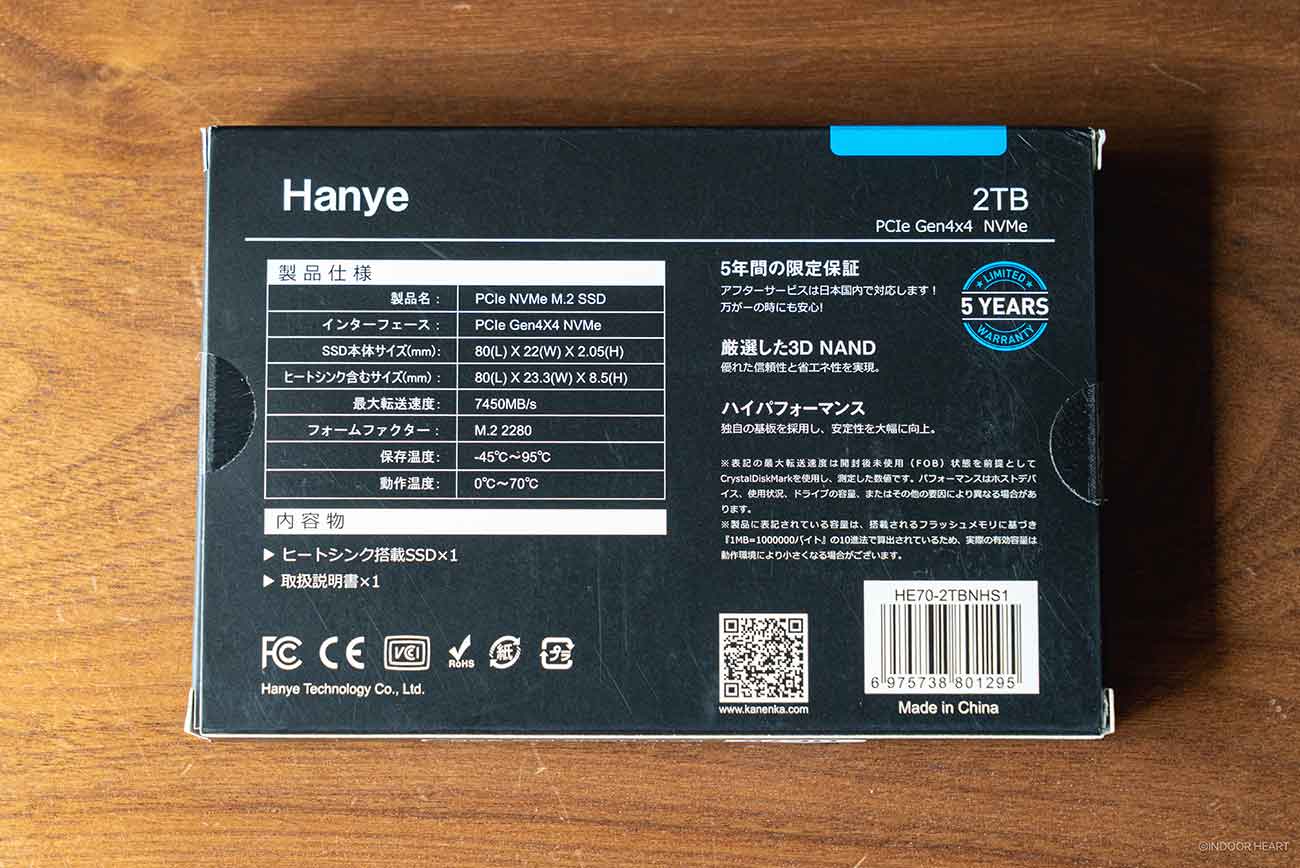 Hanye
2TB
PCIe Gen4x4 NVMe
製品仕様
製品名： PCIe NVMe M.2 SSD
インターフェース： PCIe Gen4X4 NVMe
SSD本体サイズ(mm)： 80(L) X 22(W) X 2.05(H)
ヒートシンク含むサイズ(mm)： 80(L) X 23.3(W) X 8.5(H)
最大転送速度： 7450MB/s
フォームファクター： M.2 2280
保存温度： -45℃～95℃
動作温度： 0℃～70℃
内容物
▶ ヒートシンク搭載SSD×1
▶ 取扱説明書×1
FC CE VCCI RoHS 紙 プラ
Hanye Technology Co., Ltd.
5年間の限定保証
アフターサービスは日本国内で対応します！
万が一の時にも安心!
LIMITED
5 YEARS
WARRANTY
厳選した3D NAND
優れた信頼性と省エネ性を実現。
ハイパフォーマンス
独自の基板を採用し、安定性を大幅に向上。
※表記の最大転送速度は開封後未使用（FOB）状態を前提として
CrystalDiskMarkを使用し、測定した数値です。パフォーマンスはホストデバ
イス、使用状況、ドライブの容量、またはその他の要因により異なる場合があ
ります。
※製品に表記されている容量は、搭載されるフラッシュメモリに基づき
『1MB=1000000バイト』の10進法で算出されているため、実際の有効容量は
動作環境により小さくなる場合がございます。
www.kanenka.com
HE70-2TBNHS1
6 975738 801295
Made in China
©INDOOR HEART